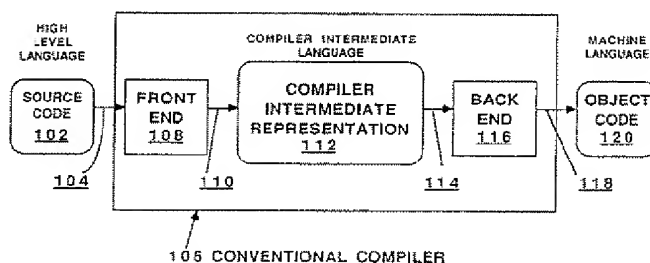 HIGH
LEVEL
LANGUAGE
COMPILER INTERMEDIATE
LANGUAGE
MACHINE
LANGUAGE
SOURCE
CODE
102
FRONT
END
108
COMPILER
INTERMEDIATE
REPRESENTATION
112
BACK
END
116
OBJECT
CODE
120
104
110
114
118
106 CONVENTIONAL COMPILER